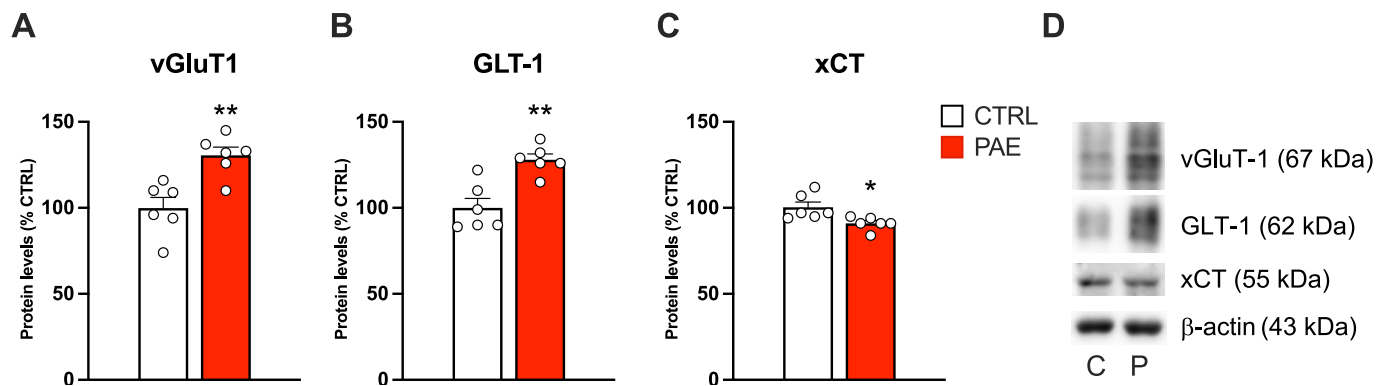 A
vGluT1
Protein levels (% CTRL)
150
100
50
0
**
B
GLT-1
Protein levels (% CTRL)
150
100
50
0
**
C
xCT
Protein levels (% CTRL)
150
100
50
0
*
CTRL
PAE
D
vGluT-1 (67 kDa)
GLT-1 (62 kDa)
xCT (55 kDa)
β-actin (43 kDa)
C P